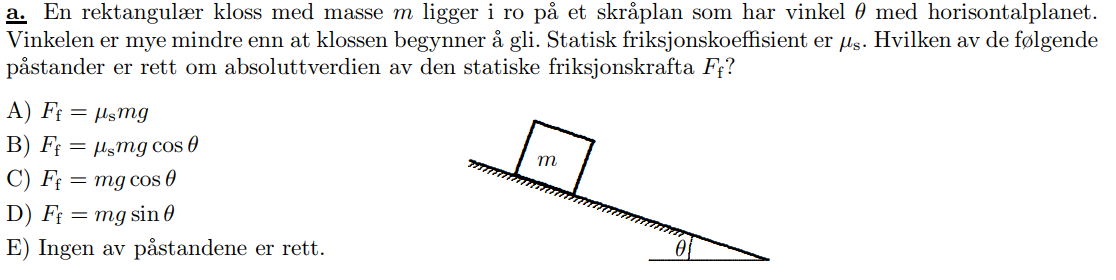 a. En rektangulær kloss med masse m ligger i ro på et skråplan som har vinkel θ med horisontalplanet.
Vinkelen er mye mindre enn at klossen begynner å gli. Statisk friksjonskoeffisient er μs. Hvilken av de følgende
påstander er rett om absoluttverdien av den statiske friksjonskrafta Ff?
A) Ff = μsmg
B) Ff = μsmg cos θ
C) Ff = mg cos θ
D) Ff = mg sin θ
E) Ingen av påstandene er rett.
m
θ